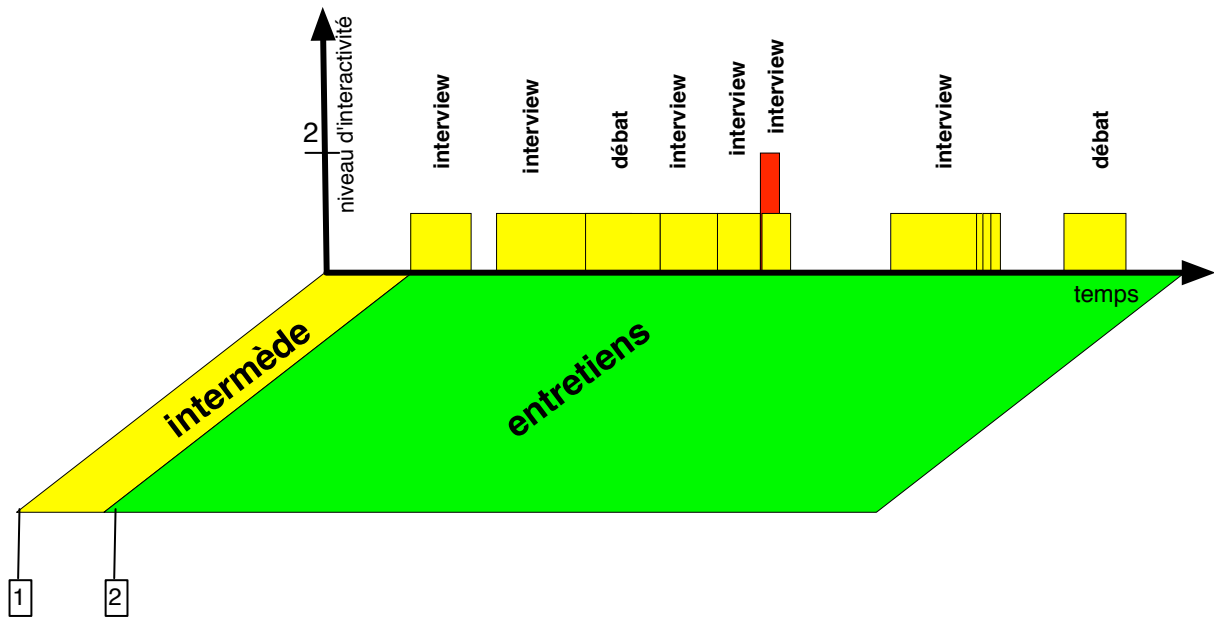 niveau d'interactivité
2
interview
interview
débat
interview
interview
interview
interview
débat
temps
intermède
entretiens
1
2